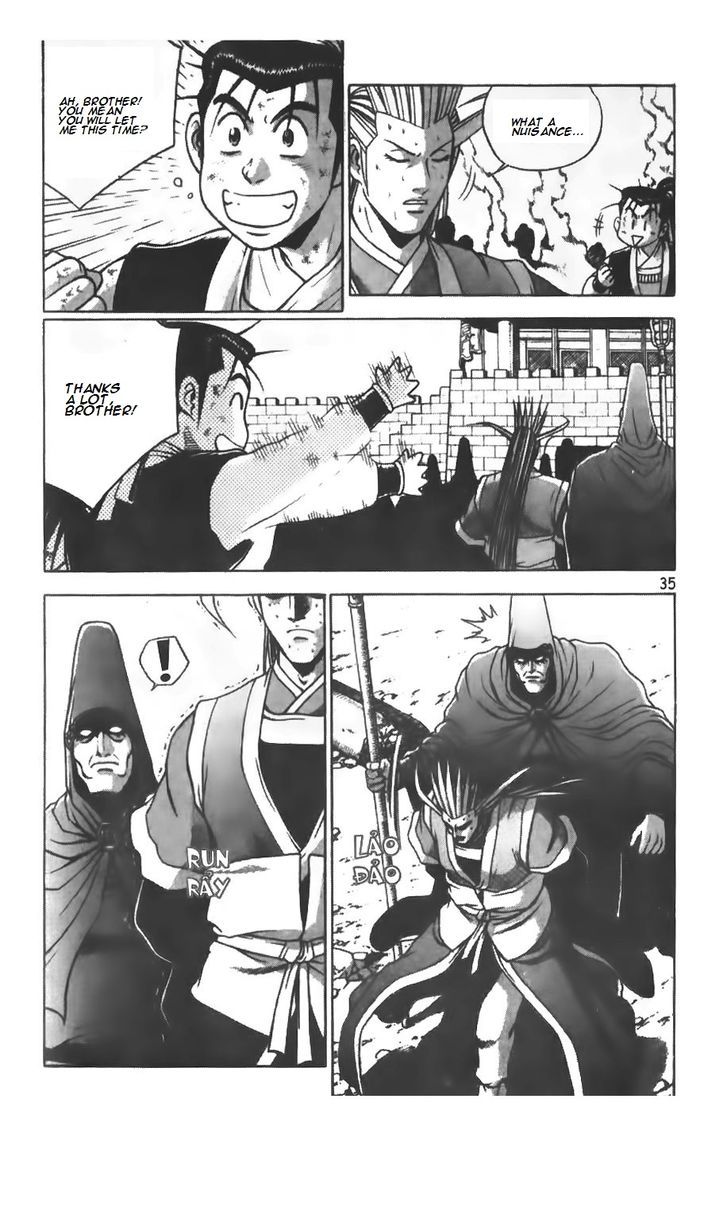 AH, BROTHER!
YOU MEAN
YOU WILL LET
ME THIS TIME?
WHAT A
NUISANCE...
THANKS
A LOT,
BROTHER!
35
!
RUN
RẨY
LẢO
ĐẢO